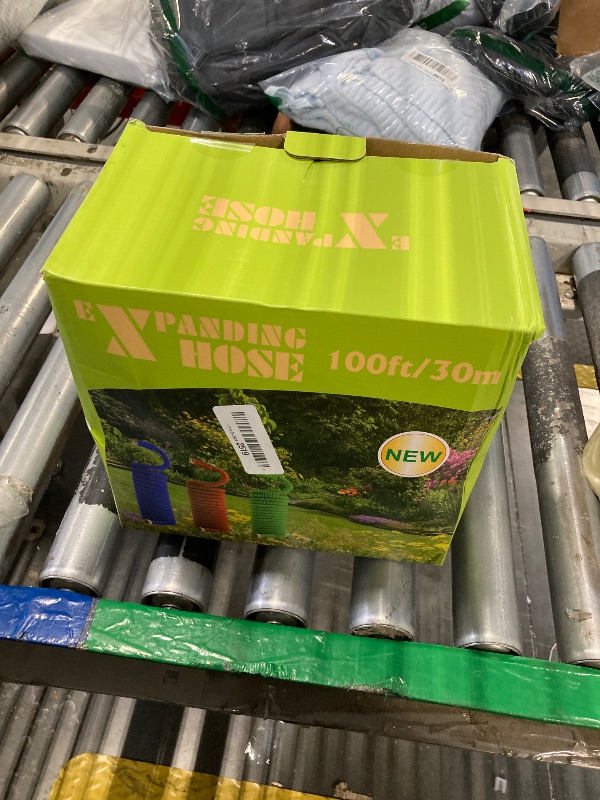 EXPANDING
HOSE
EXPANDING
HOSE 100ft/30m
NEW